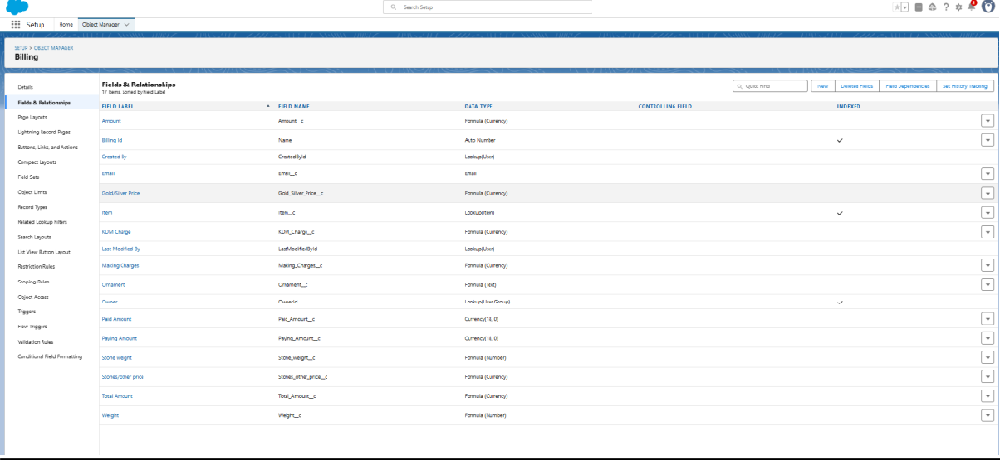 Search Setup
2
Setup Home Object Manager
SETUP > OBJECT MANAGER
Billing
Details
Fields & Relationships
Page Layouts
Lightning Record Pages
Buttons, Links, and Actions
Compact Layouts
Field Sets
Object Limits
Record Types
Related Lookup Filters
Search Layouts
List View Button Layout
Restriction Rules
Scoping Rules
Object Access
Triggers
Flow Triggers
Validation Rules
Conditional Field Formatting
Fields & Relationships
17 Items, Sorted by Field Label
Quick Find New Deleted Fields Field Dependencies Set History Tracking
FIELD LABEL FIELD NAME DATA TYPE CONTROLLING FIELD INDEXED
Amount Amount__c Formula (Currency)
Billing Id Name Auto Number
Created By CreatedById Lookup(User)
Email Email__c Email
Gold/Silver Price Gold_Silver_Price__c Formula (Currency)
Item Item__c Lookup(Item)
KDM Charge KDM_Charge__c Formula (Currency)
Last Modified By LastModifiedById Lookup(User)
Making Charges Making_Charges__c Formula (Currency)
Ornament Ornament__c Formula (Text)
Owner OwnerId Lookup(User,Group)
Paid Amount Paid_Amount__c Currency(18, 0)
Paying Amount Paying_Amount__c Currency(18, 0)
Stone weight Stone_weight__c Formula (Number)
Stones/other price Stones_other_price__c Formula (Currency)
Total Amount Total_Amount__c Formula (Currency)
Weight Weight__c Formula (Number)